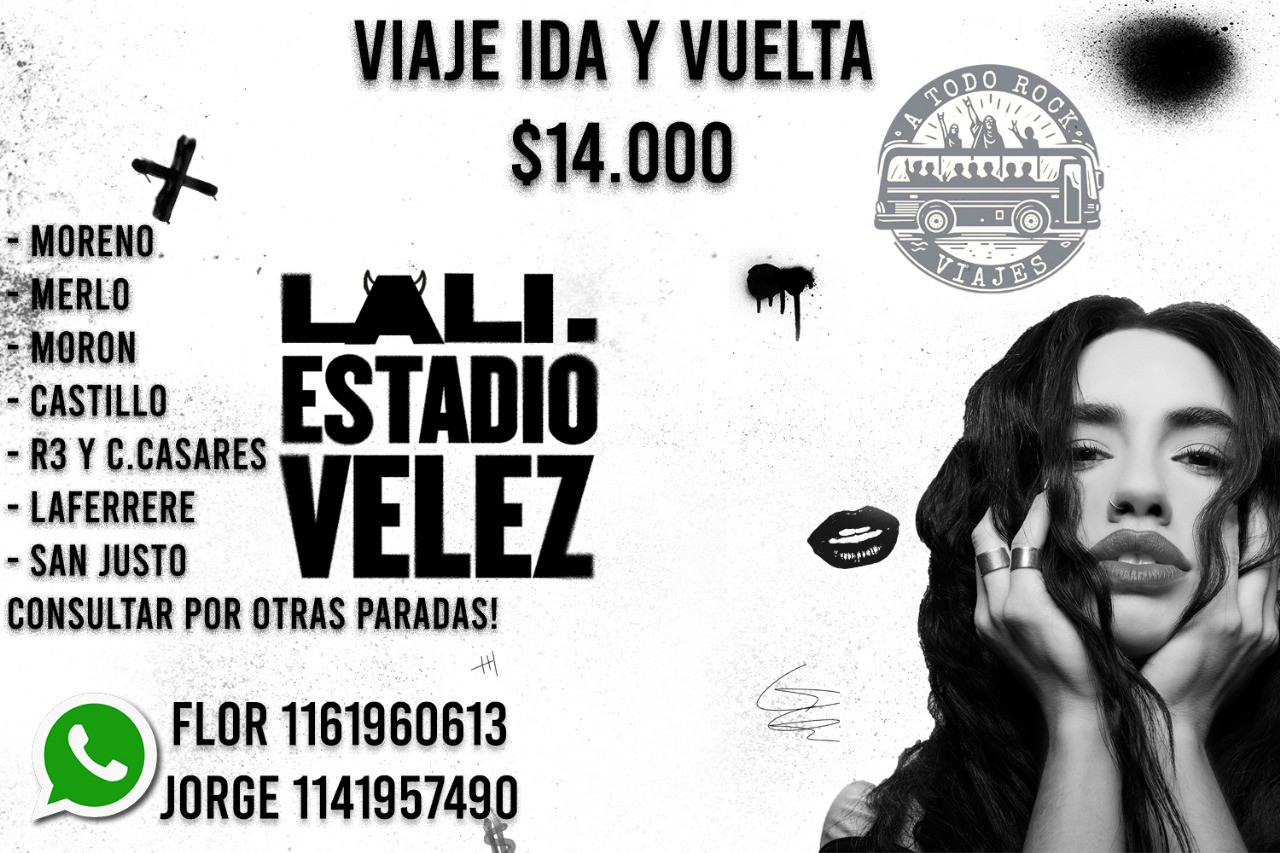 VIAJE IDA Y VUELTA
$14.000
A TODO ROCK
VIAJES
- MORENO
- MERLO
- MORON
- CASTILLO
- R3 Y C.CASARES
- LAFERRERE
- SAN JUSTO
CONSULTAR POR OTRAS PARADAS!
LALI.
ESTADIO
VELEZ
FLOR 1161960613
JORGE 1141957490